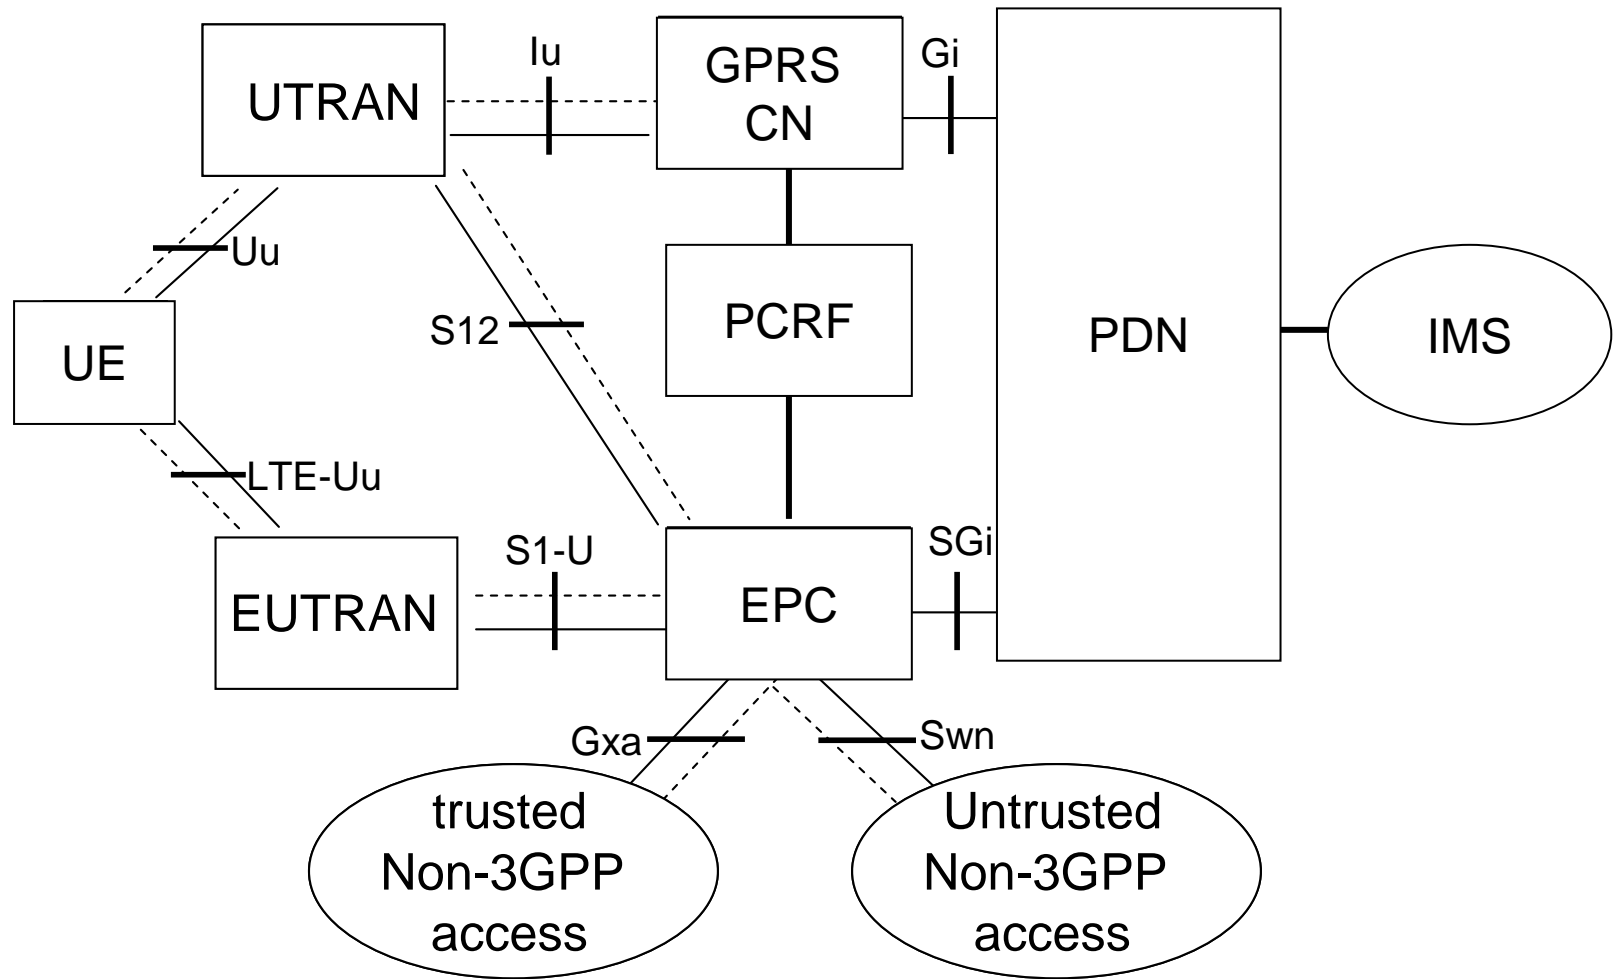 Iu
GPRS
CN
Gi
UTRAN
Uu
UE
S12
PCRF
PDN
IMS
LTE-Uu
S1-U
SGi
EUTRAN
EPC
Gxa
Swn
trusted
Non-3GPP
access
Untrusted
Non-3GPP
access